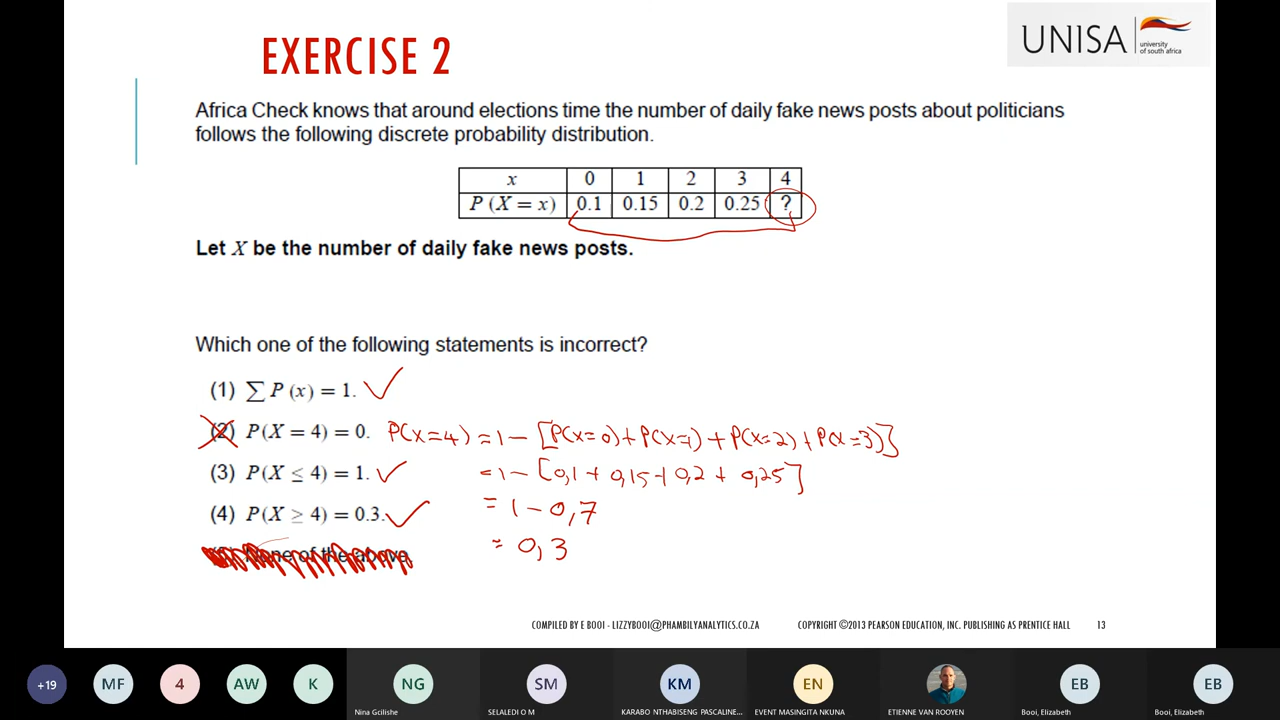 EXERCISE 2
UNISA
university
of south africa
Africa Check knows that around elections time the number of daily fake news posts about politicians
follows the following discrete probability distribution.
x 0 1 2 3 4
P (X = x) 0.1 0.15 0.2 0.25 ?
Let X be the number of daily fake news posts.
Which one of the following statements is incorrect?
(1) ∑ P (x) = 1.
(2) P(X = 4) = 0. P(X=4) = 1 - [P(X=0)+P(X=1)+P(X=2)+P(X=3)]
(3) P(X ≤ 4) = 1. = 1 - [0,1 + 0,15 + 0,2 + 0,25]
(4) P(X ≥ 4) = 0.3. = 1 - 0,7
None of the above. = 0,3
COMPILED BY E BOOI - LIZZYBOOI@PHAMBILYANALYTICS.CO.ZA COPYRIGHT ©2013 PEARSON EDUCATION, INC. PUBLISHING AS PRENTICE HALL 13
+19 MF 4 AW K NG SM KM EN EB EB
Nina Gcilishe SELALEDI O M KARABO NTHABISENG PASCALINE... EVENT MASINGITA NKUNA ETIENNE VAN ROOYEN Booi, Elizabeth Booi, Elizabeth